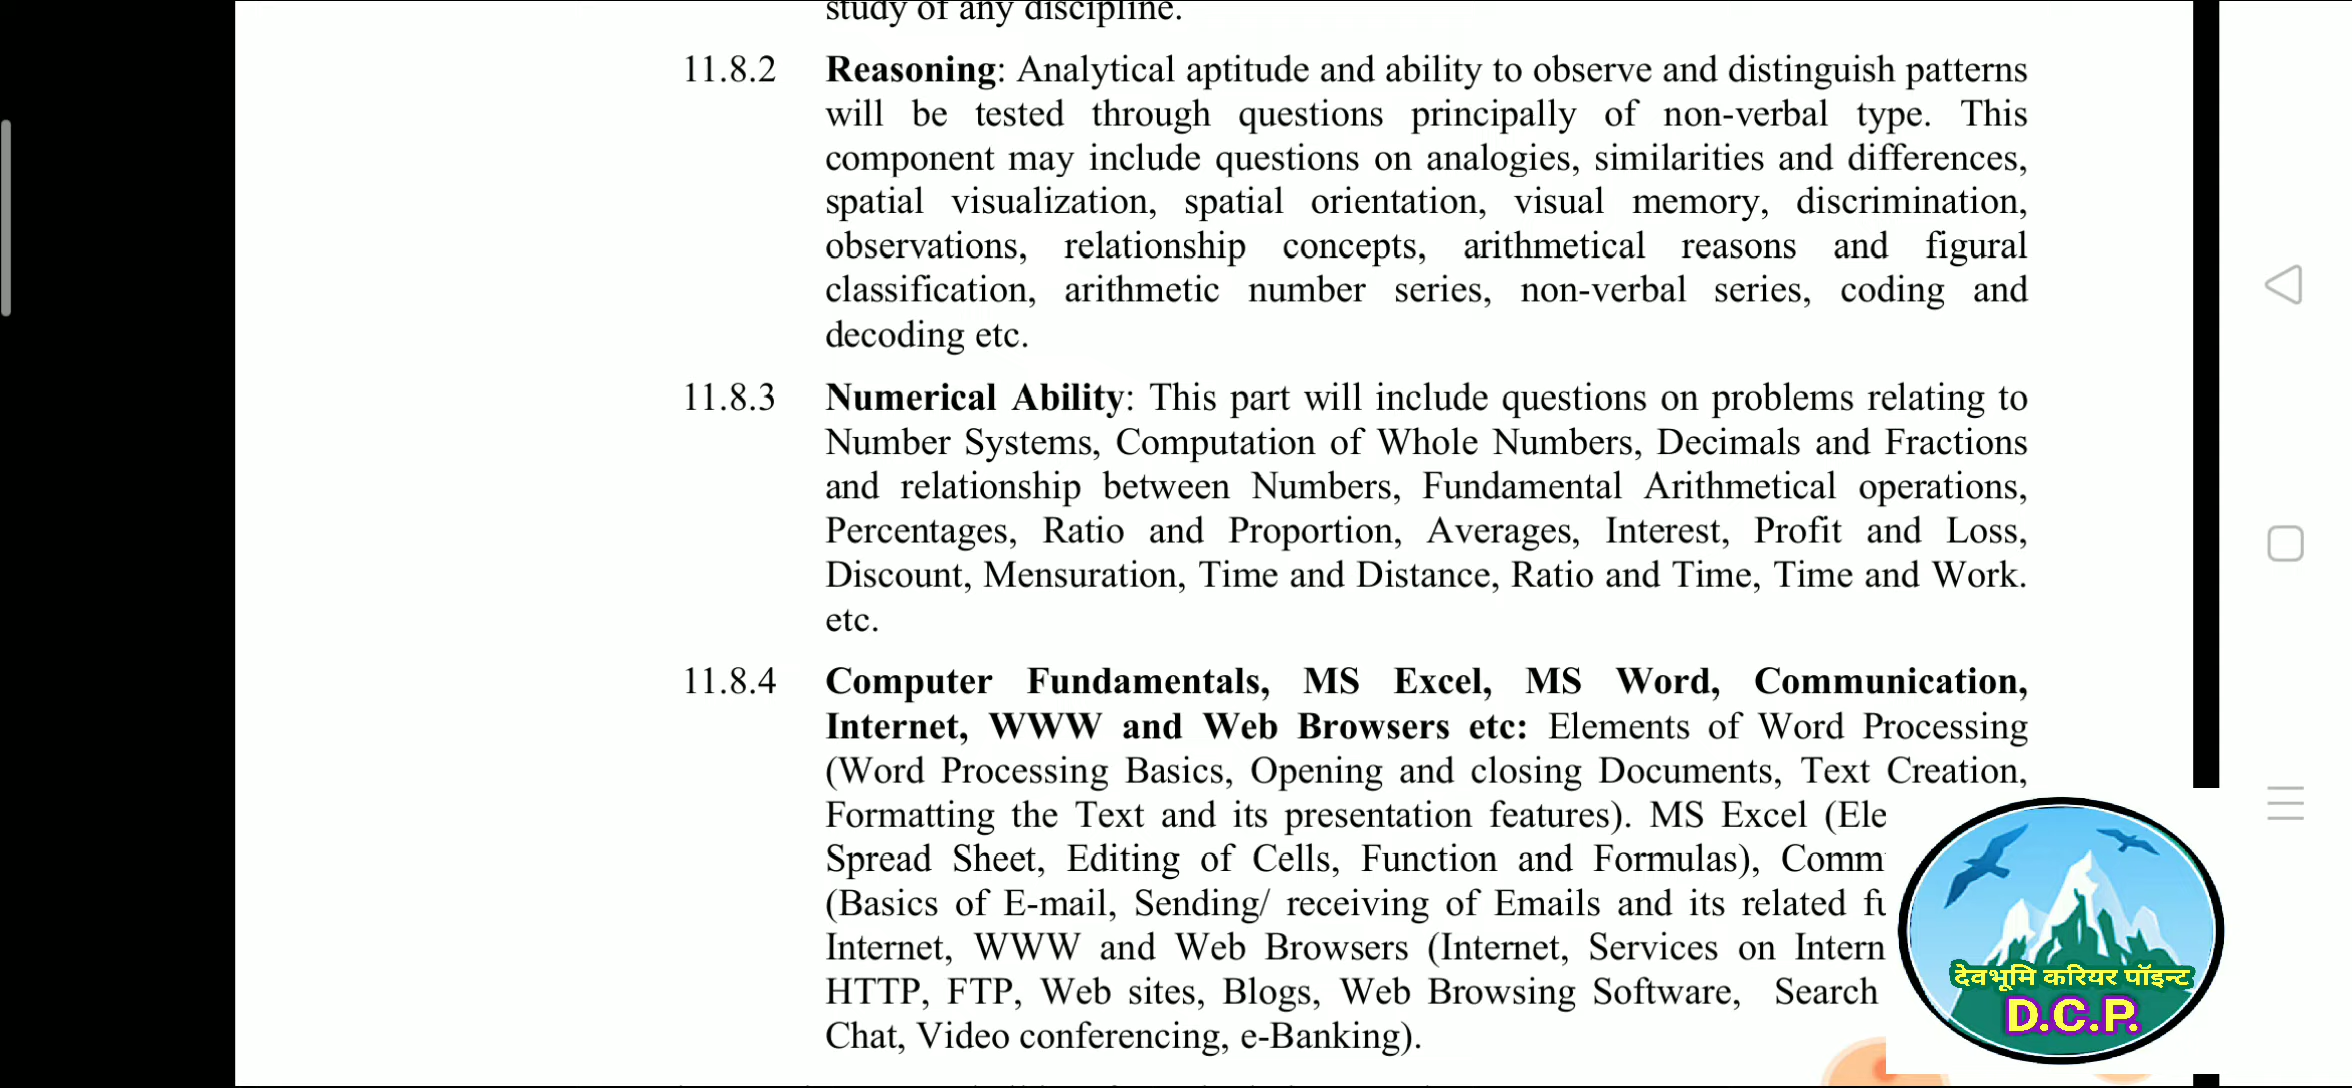 study of any discipline.
11.8.2 Reasoning: Analytical aptitude and ability to observe and distinguish patterns
will be tested through questions principally of non-verbal type. This
component may include questions on analogies, similarities and differences,
spatial visualization, spatial orientation, visual memory, discrimination,
observations, relationship concepts, arithmetical reasons and figural
classification, arithmetic number series, non-verbal series, coding and
decoding etc.
11.8.3 Numerical Ability: This part will include questions on problems relating to
Number Systems, Computation of Whole Numbers, Decimals and Fractions
and relationship between Numbers, Fundamental Arithmetical operations,
Percentages, Ratio and Proportion, Averages, Interest, Profit and Loss,
Discount, Mensuration, Time and Distance, Ratio and Time, Time and Work.
etc.
11.8.4 Computer Fundamentals, MS Excel, MS Word, Communication,
Internet, WWW and Web Browsers etc: Elements of Word Processing
(Word Processing Basics, Opening and closing Documents, Text Creation,
Formatting the Text and its presentation features). MS Excel (Ele
Spread Sheet, Editing of Cells, Function and Formulas), Comm
(Basics of E-mail, Sending/ receiving of Emails and its related fu
Internet, WWW and Web Browsers (Internet, Services on Intern
HTTP, FTP, Web sites, Blogs, Web Browsing Software, Search
Chat, Video conferencing, e-Banking).
देवभूमि करियर पॉइन्ट
D.C.P.